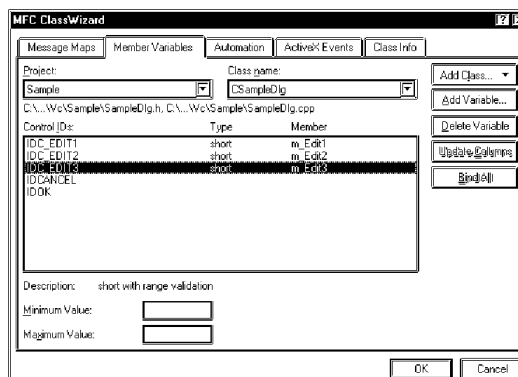 MFC ClassWizard
Message Maps Member Variables Automation ActiveX Events Class Info
Project: Class name:
Sample CSampleDlg
Add Class...
C:\...Vc\Sample\SampleDlg.h, C:\...Vc\Sample\SampleDlg.cpp
Add Variable...
Control IDs: Type Member
Delete Variable
IDC_EDIT1 short m_Edit1
IDC_EDIT2 short m_Edit2
IDC_EDIT3 short m_Edit3
IDCANCEL
IDOK
Update Columns
Bind All
Description: short with range validation
Minimum Value:
Maximum Value:
OK Cancel